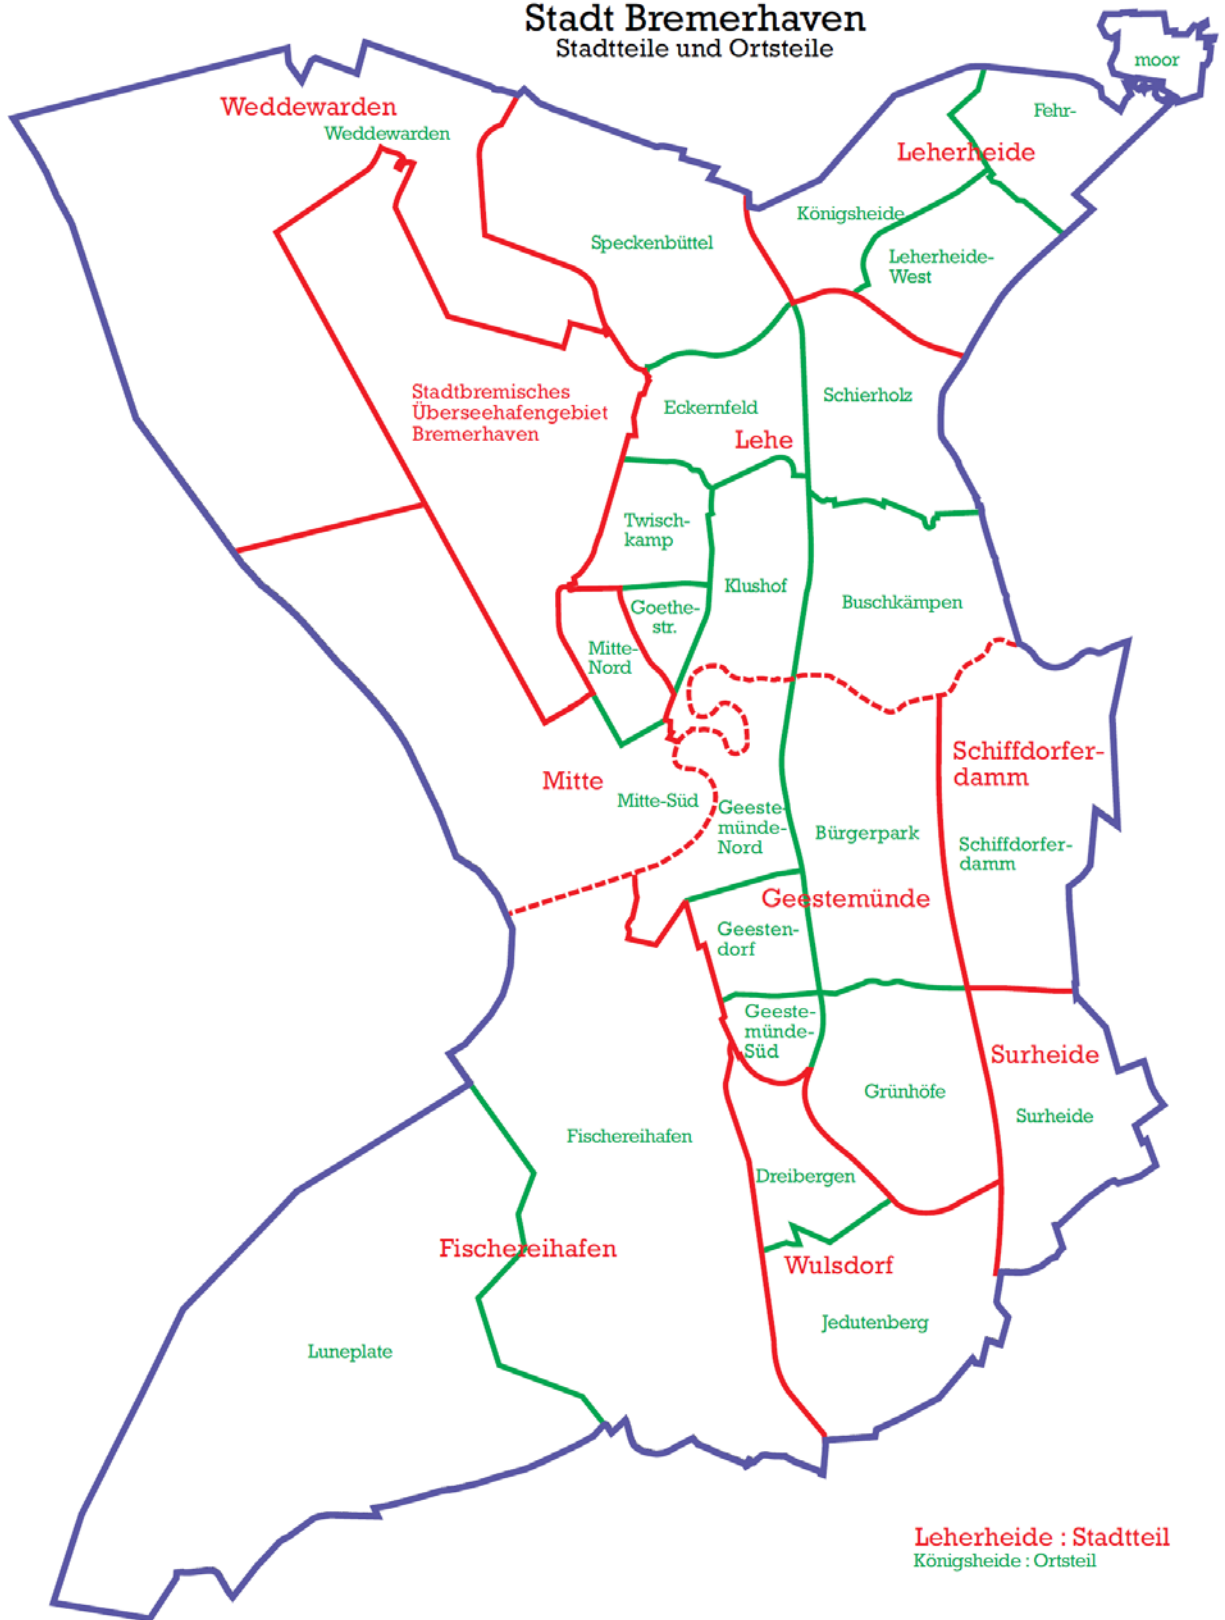 Stadt Bremerhaven
Stadtteile und Ortsteile
moor
Fehr-
Weddewarden
Weddewarden
Leherheide
Königsheide
Speckenbüttel
Leherheide-
West
Stadtbremisches
Überseehafengebiet
Bremerhaven
Eckernfeld
Schierholz
Lehe
Twisch-
kamp
Klushof
Goethe-
str.
Buschkämpen
Mitte-
Nord
Mitte
Mitte-Süd
Geeste-
münde-
Nord
Bürgerpark
Schiffdorfer-
damm
Schiffdorfer-
damm
Geestemünde
Geesten-
dorf
Geeste-
münde-
Süd
Surheide
Grünhöfe
Surheide
Fischereihafen
Dreibergen
Fischereihafen
Wulsdorf
Jedutenberg
Luneplate
Leherheide : Stadtteil
Königsheide : Ortsteil